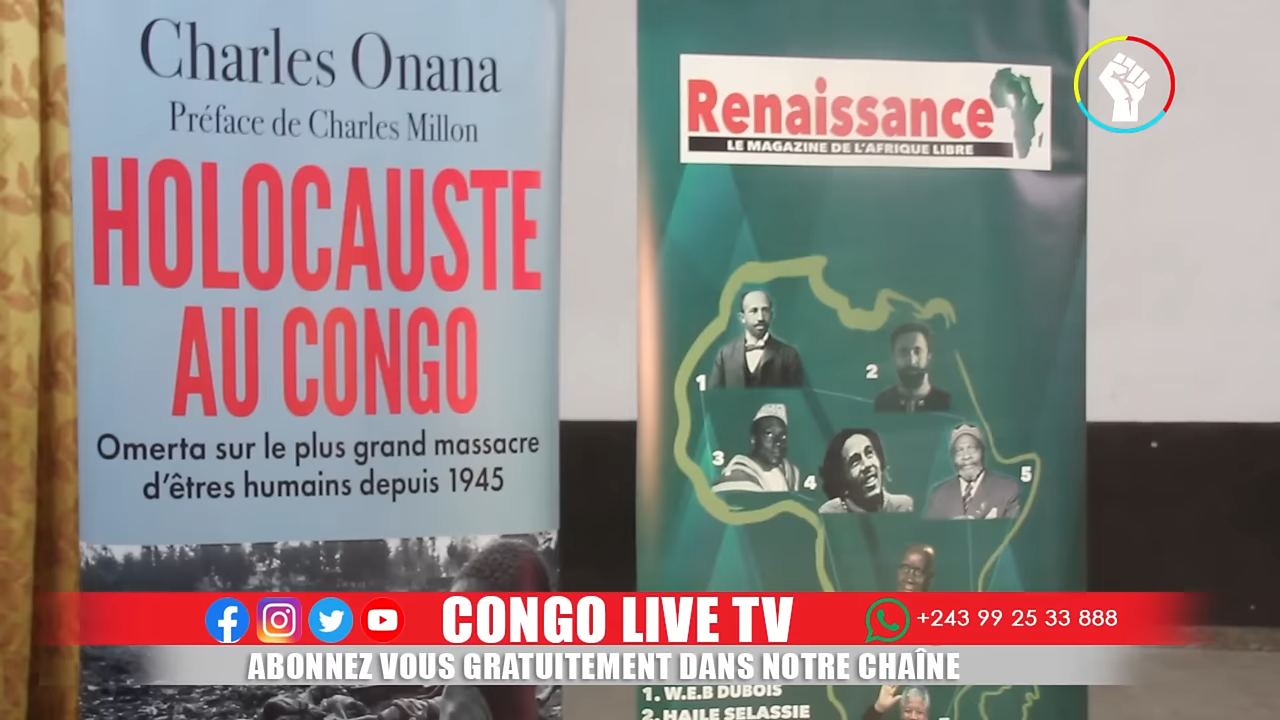 Charles Onana
Préface de Charles Millon
HOLOCAUSTE
AU CONGO
Omerta sur le plus grand massacre
d'êtres humains depuis 1945
Renaissance
LE MAGAZINE DE L'AFRIQUE LIBRE
1
2
3
4
5
CONGO LIVE TV
+243 99 25 33 888
ABONNEZ VOUS GRATUITEMENT DANS NOTRE CHAÎNE
1. W.E.B DUBOIS
2. HAILE SELASSIE